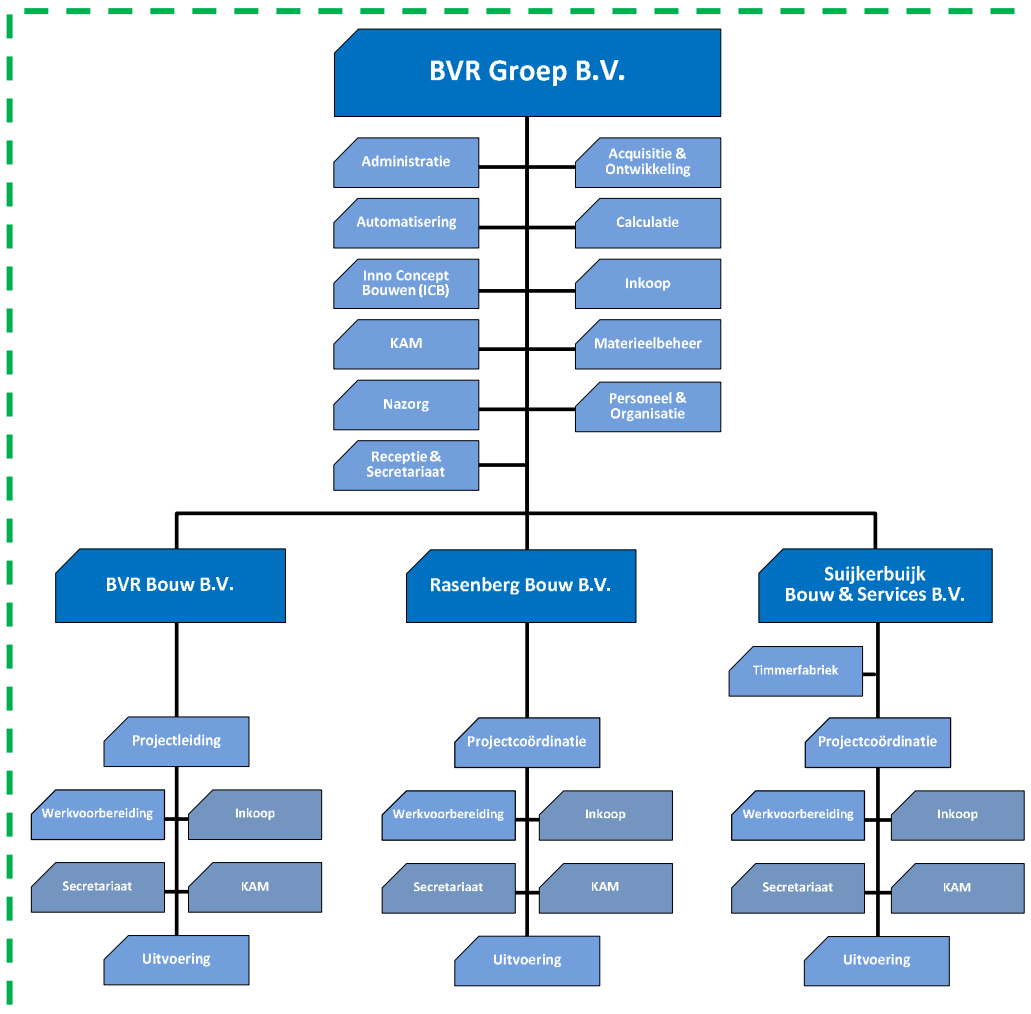 BVR Groep B.V.
Administratie
Acquisitie &
Ontwikkeling
Automatisering
Calculatie
Inno Concept
Bouwen (ICB)
Inkoop
KAM
Materieelbeheer
Nazorg
Personeel &
Organisatie
Receptie &
Secretariaat
BVR Bouw B.V.
Rasenberg Bouw B.V.
Suijkerbuijk
Bouw & Services B.V.
Timmerfabriek
Projectleiding
Projectcoördinatie
Projectcoördinatie
Werkvoorbereiding
Inkoop
Werkvoorbereiding
Inkoop
Werkvoorbereiding
Inkoop
Secretariaat
KAM
Secretariaat
KAM
Secretariaat
KAM
Uitvoering
Uitvoering
Uitvoering